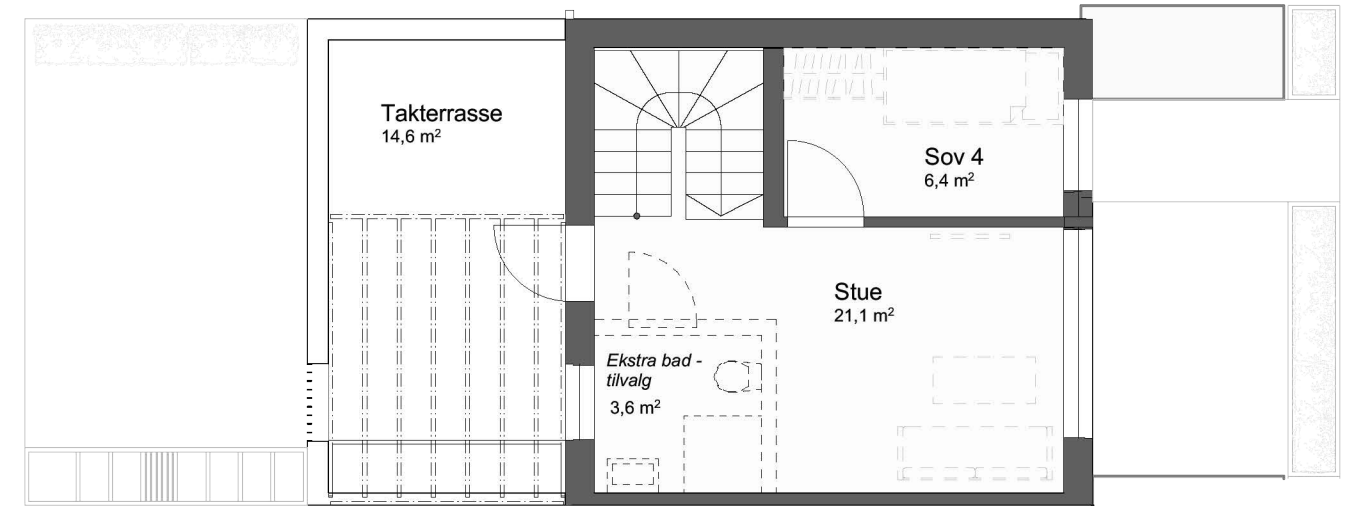 Takterrasse
14,6 m²
Sov 4
6,4 m²
Stue
21,1 m²
Ekstra bad -
tilvalg
3,6 m²